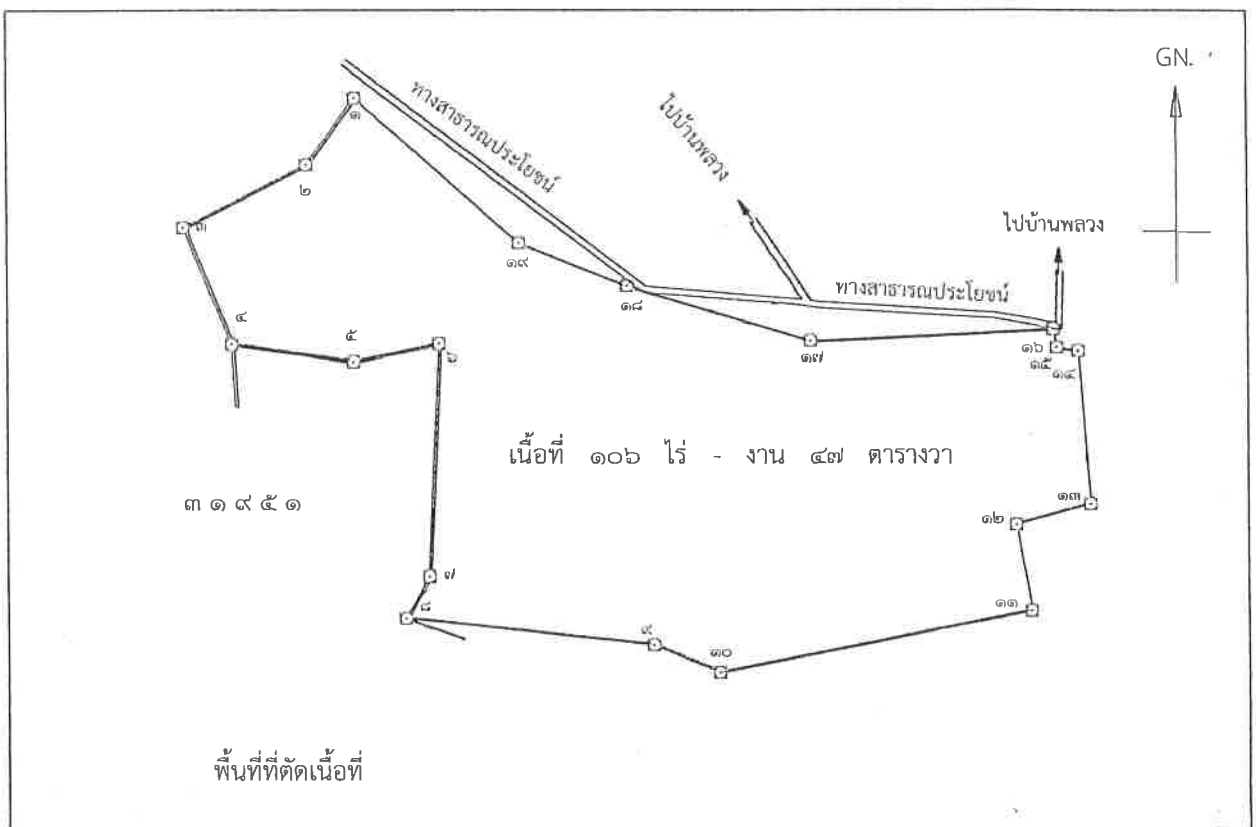 GN.
ทางสาธารณประโยชน์
ไปบ้านพลวง
ไปบ้านพลวง
ทางสาธารณประโยชน์
๑
๒
๓
๑๙
๑๘
๔
๕
๖
๑๗
๑๖
๑๕
๑๔
เนื้อที่ ๑๐๖ ไร่ - งาน ๔๗ ตารางวา
๓๑๙๕๑
๑๓
๑๒
๗
๘
๑๑
๙
๑๐
พื้นที่ที่ตัดเนื้อที่